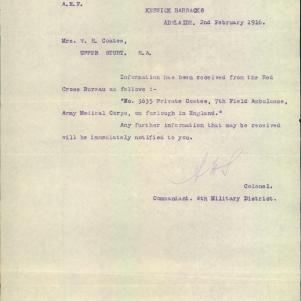 A.E.F.
KESWICK BARRACKS
ADELAIDE, 2nd February 1916.
Mrs. W. H. Coates,
UPPER STURT, S.A.
Information has been received from the Red
Cross Bureau as follows :-
"No. 3635 Private Coates, 7th Field Ambulance,
Army Medical Corps, on furlough in England."
Any further information that may be received
will be immediately notified to you.
Colonel.
Commandant. 4th Military District.